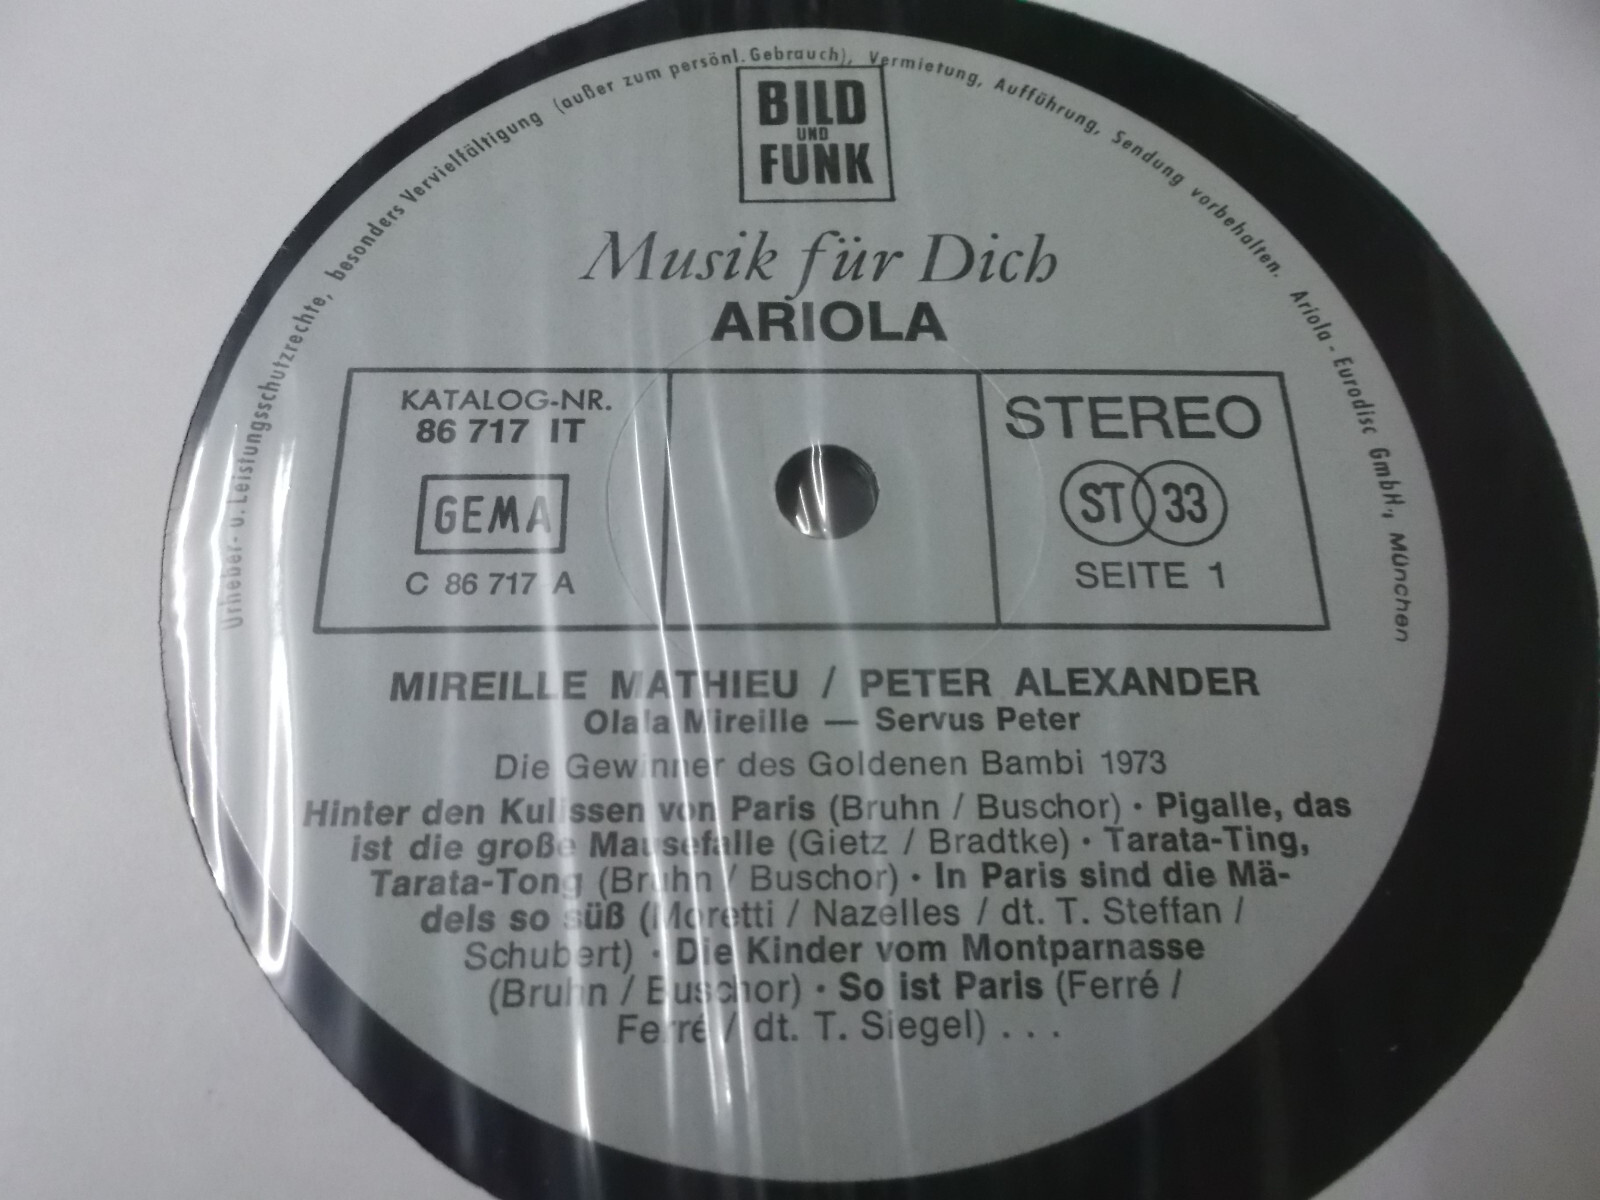 Urheber- u. Leistungsschutzrechte, besonders Vervielfältigung (außer zum persönl. Gebrauch), Vermietung, Aufführung, Sendung vorbehalten. Ariola-Eurodisc GmbH., München
BILD
UND
FUNK
Musik für Dich
ARIOLA
KATALOG-NR.
86 717 IT
GEMA
C 86 717 A
STEREO
ST 33
SEITE 1
MIREILLE MATHIEU / PETER ALEXANDER
Olala Mireille — Servus Peter
Die Gewinner des Goldenen Bambi 1973
Hinter den Kulissen von Paris (Bruhn / Buschor) · Pigalle, das
ist die große Mausefalle (Gietz / Bradtke) · Tarata-Ting,
Tarata-Tong (Bruhn / Buschor) · In Paris sind die Mä-
dels so süß (Moretti / Nazelles / dt. T. Steffan /
Schubert) · Die Kinder vom Montparnasse
(Bruhn / Buschor) · So ist Paris (Ferré /
Ferré / dt. T. Siegel) . . .